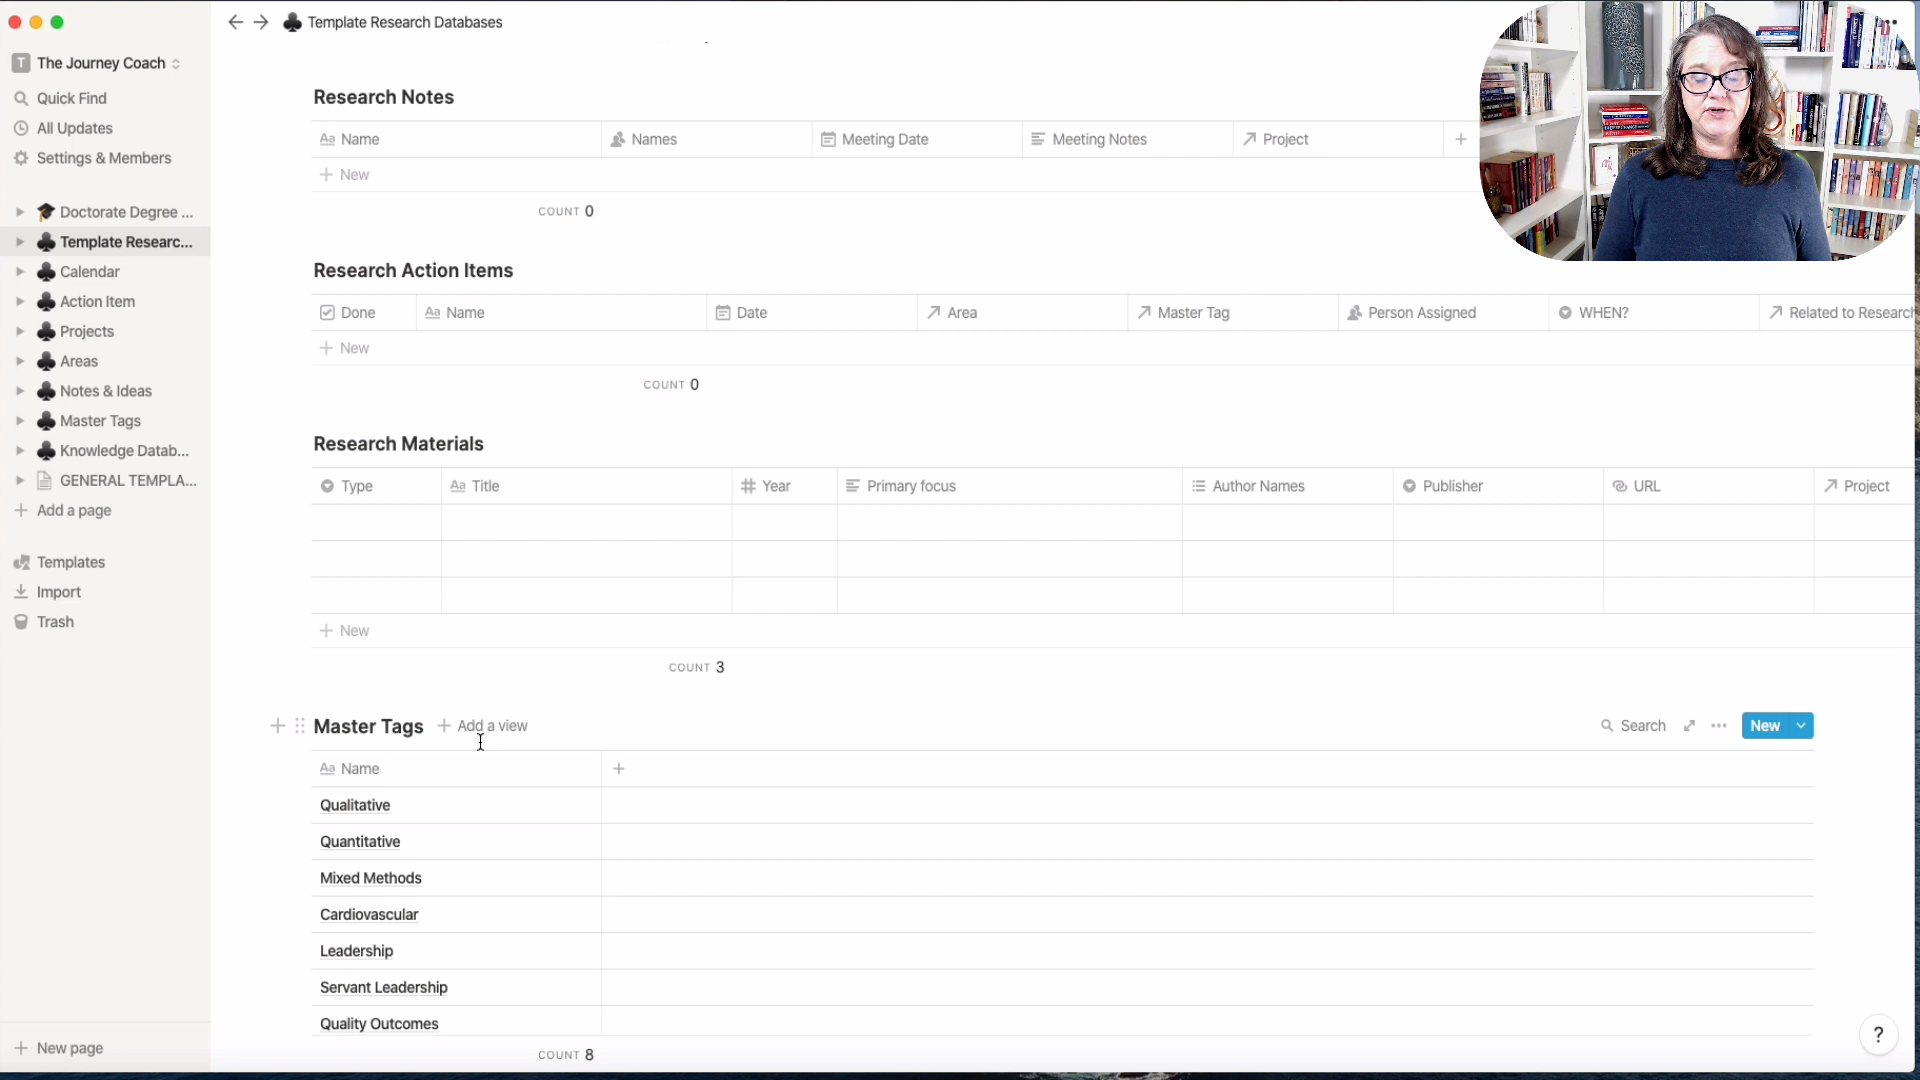 Template Research Databases
T The Journey Coach
Quick Find
All Updates
Settings & Members
Doctorate Degree ...
Template Researc...
Calendar
Action Item
Projects
Areas
Notes & Ideas
Master Tags
Knowledge Datab...
GENERAL TEMPLA...
Add a page
Templates
Import
Trash
New page
Research Notes
Aa Name Names Meeting Date Meeting Notes Project +
+ New
COUNT 0
Research Action Items
Done Aa Name Date Area Master Tag Person Assigned WHEN? Related to Research
+ New
COUNT 0
Research Materials
Type Aa Title # Year Primary focus Author Names Publisher URL Project
+ New
COUNT 3
Master Tags + Add a view Search ... New
Aa Name +
Qualitative
Quantitative
Mixed Methods
Cardiovascular
Leadership
Servant Leadership
Quality Outcomes
COUNT 8
?